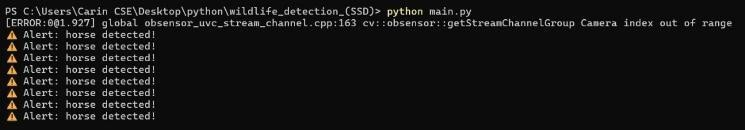 PS C:\Users\Carin CSE\Desktop\python\wildlife_detection_(SSD)> python main.py
[ERROR:0@1.927] global obsensor_uvc_stream_channel.cpp:163 cv::obsensor::getStreamChannelGroup Camera index out of range
⚠ Alert: horse detected!
⚠ Alert: horse detected!
⚠ Alert: horse detected!
⚠ Alert: horse detected!
⚠ Alert: horse detected!
⚠ Alert: horse detected!
⚠ Alert: horse detected!
⚠ Alert: horse detected!